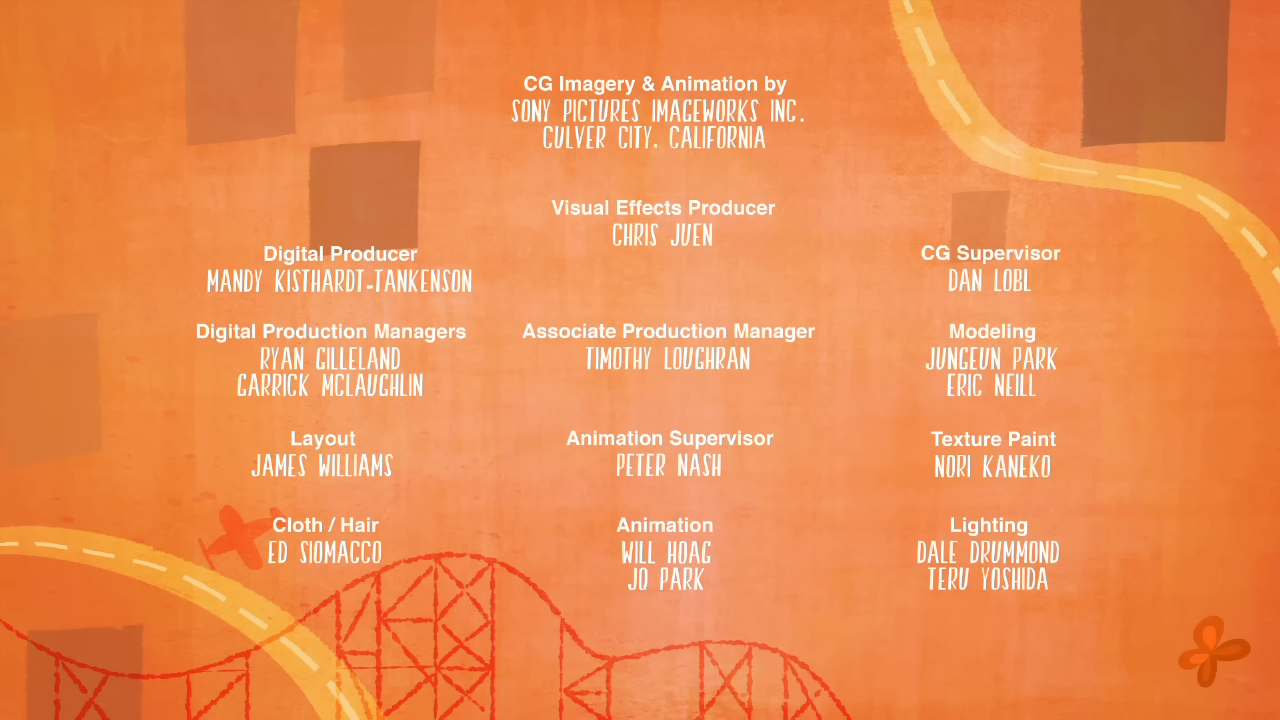 CG Imagery & Animation by
SONY PICTURES IMAGEWORKS INC.
CULVER CITY, CALIFORNIA
Visual Effects Producer
CHRIS JUEN
Digital Producer
MANDY KISTHARDT-TANKENSON
CG Supervisor
DAN LOBL
Digital Production Managers
RYAN GILLELAND
GARRICK MCLAUGHLIN
Associate Production Manager
TIMOTHY LOUGHRAN
Modeling
JUNGEUN PARK
ERIC NEILL
Layout
JAMES WILLIAMS
Animation Supervisor
PETER NASH
Texture Paint
NORI KANEKO
Cloth / Hair
ED SIOMACCO
Animation
WILL HOAG
JQ PARK
Lighting
DALE DRUMMOND
TERU YOSHIDA